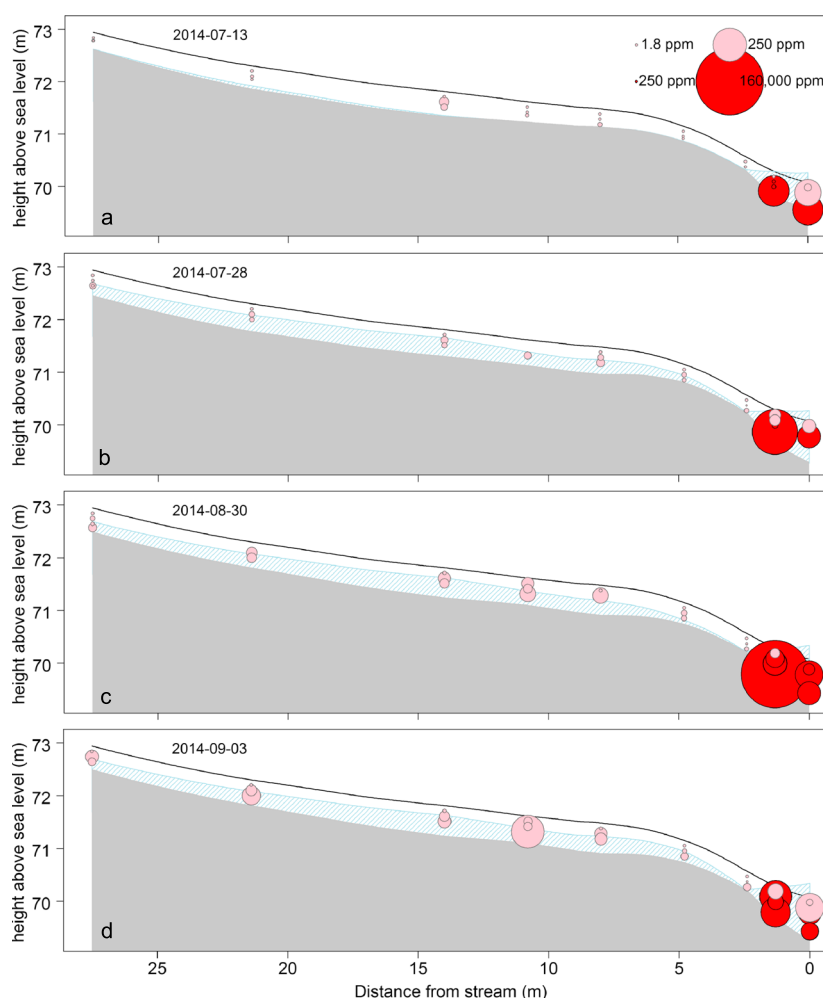 2014-07-13
1.8 ppm
250 ppm
250 ppm
160,000 ppm
73
72
71
70
height above sea level (m)
a
2014-07-28
73
72
71
70
height above sea level (m)
b
2014-08-30
73
72
71
70
height above sea level (m)
c
2014-09-03
73
72
71
70
height above sea level (m)
d
25 20 15 10 5 0
Distance from stream (m)